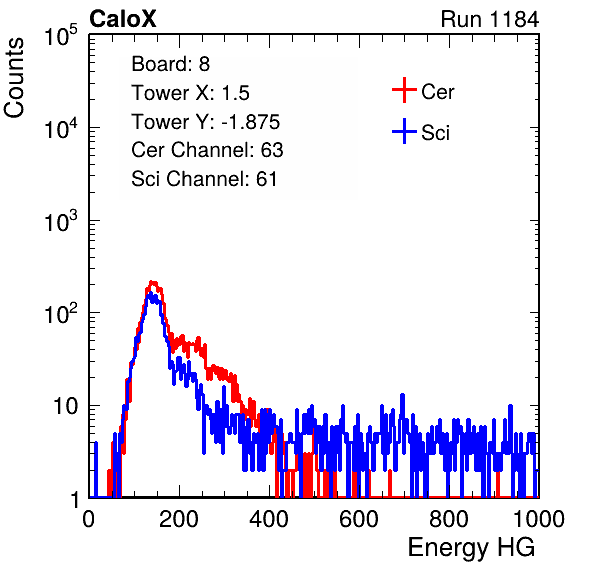 CaloX Run 1184
Counts
10^5
10^4
10^3
10^2
10
1
Board: 8
Tower X: 1.5
Tower Y: -1.875
Cer Channel: 63
Sci Channel: 61
Cer
Sci
0 200 400 600 800 1000
Energy HG